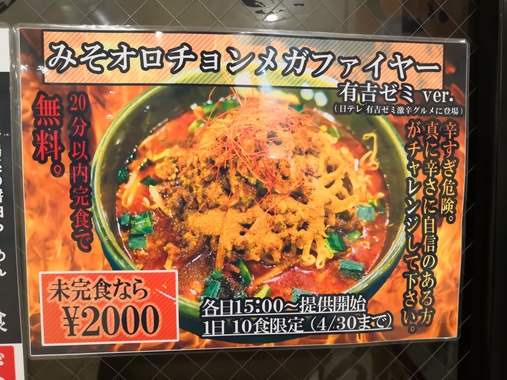 みそオロチョンメガファイヤー
有吉ゼミ ver.
(日テレ 有吉ゼミ激辛グルメに登場)
辛すぎ危険。
真に辛さに自信のある方
がチャレンジして下さい。
20分以内完食で
無料。
未完食なら
¥2000
各日15:00〜提供開始
1日10食限定(4/30まで)